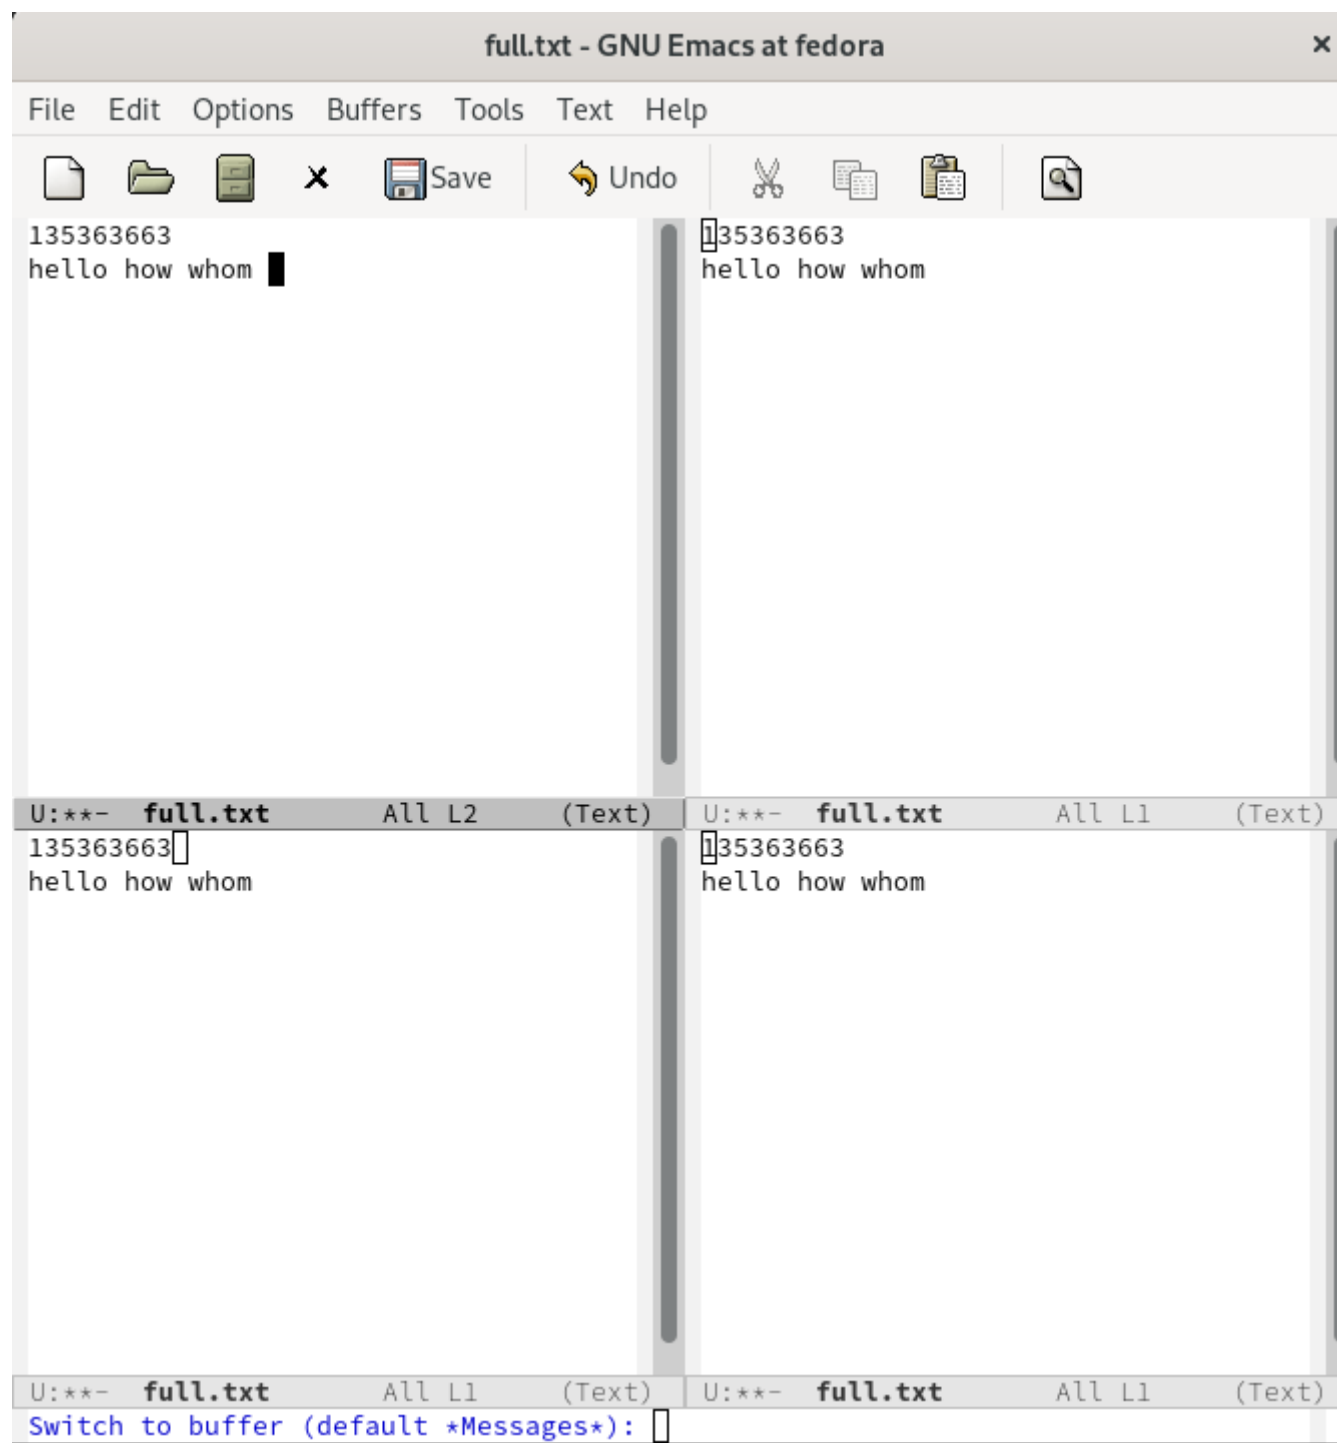 full.txt - GNU Emacs at fedora
File Edit Options Buffers Tools Text Help
Save Undo
135363663
hello how whom
135363663
hello how whom
U:**- full.txt All L2 (Text)
U:**- full.txt All L1 (Text)
135363663
hello how whom
135363663
hello how whom
U:**- full.txt All L1 (Text)
U:**- full.txt All L1 (Text)
Switch to buffer (default *Messages*):